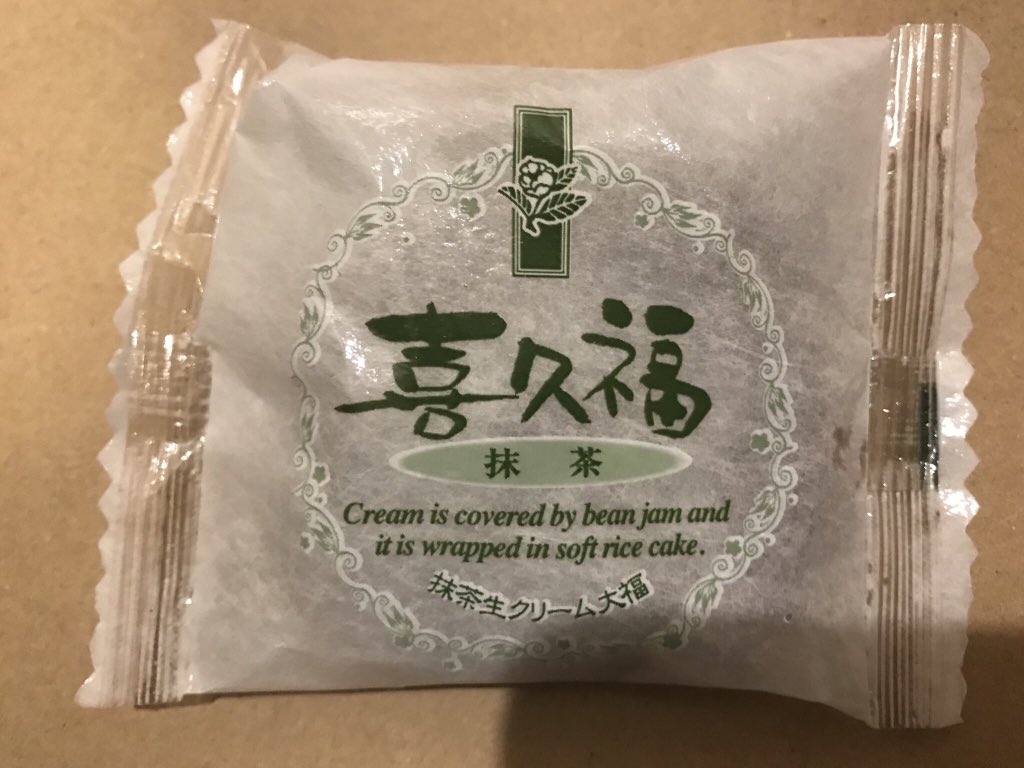 喜久福
抹茶
Cream is covered by bean jam and
it is wrapped in soft rice cake.
抹茶生クリーム大福